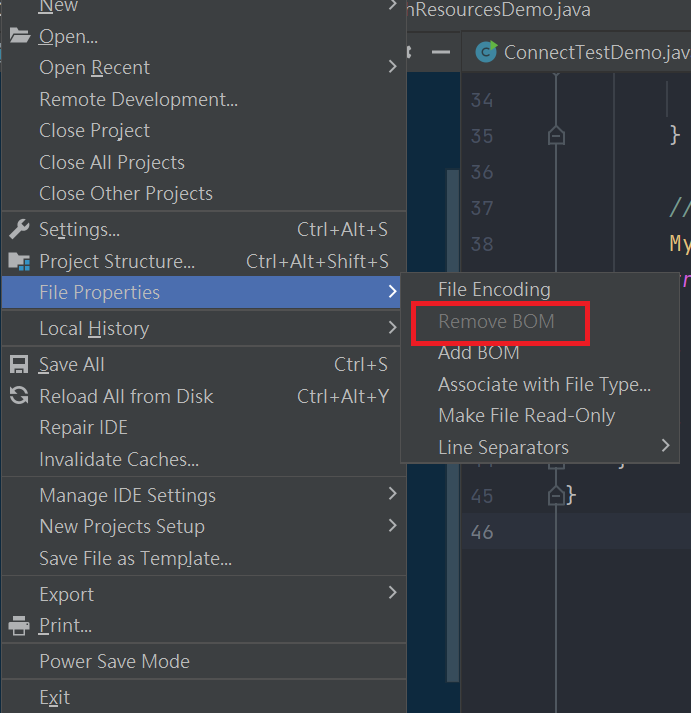 New
Open...
Open Recent
Remote Development...
Close Project
Close All Projects
Close Other Projects
Settings... Ctrl+Alt+S
Project Structure... Ctrl+Alt+Shift+S
File Properties
Local History
Save All Ctrl+S
Reload All from Disk Ctrl+Alt+Y
Repair IDE
Invalidate Caches...
Manage IDE Settings
New Projects Setup
Save File as Template...
Export
Print...
Power Save Mode
Exit
File Encoding
Remove BOM
Add BOM
Associate with File Type...
Make File Read-Only
Line Separators
nResourcesDemo.java
ConnectTestDemo.jav
34
35 }
36
37 //
38 My
45 }
46